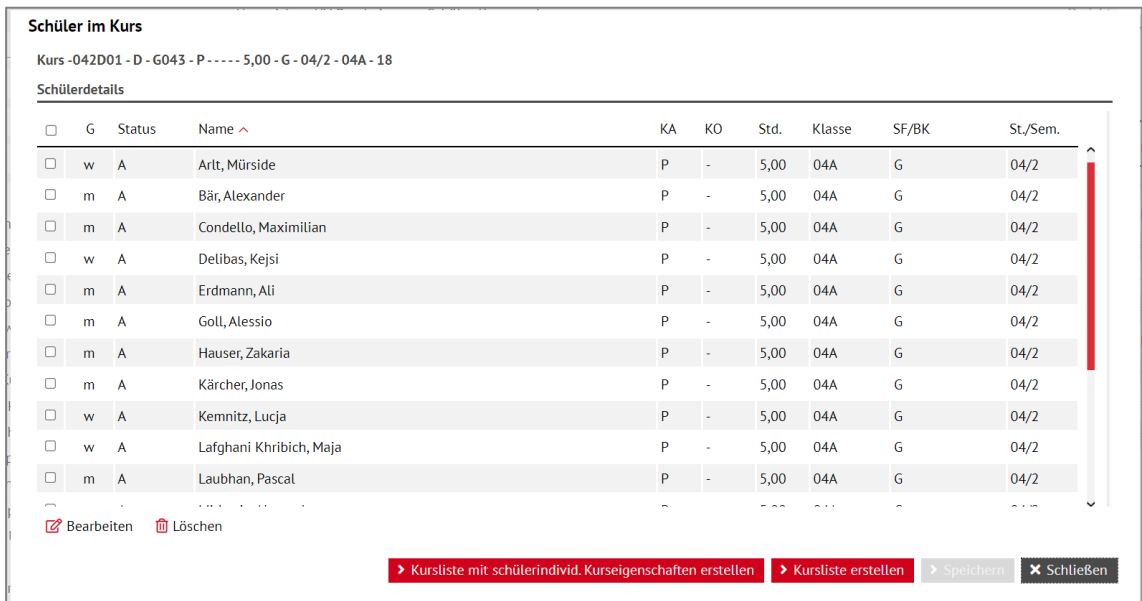 Schüler im Kurs
Kurs -042D01 - D - G043 - P - - - - - 5,00 - G - 04/2 - 04A - 18
Schülerdetails
G Status Name KA KO Std. Klasse SF/BK St./Sem.
w A Arlt, Mürside P - 5,00 04A G 04/2
m A Bär, Alexander P - 5,00 04A G 04/2
m A Condello, Maximilian P - 5,00 04A G 04/2
w A Delibas, Kejsi P - 5,00 04A G 04/2
m A Erdmann, Ali P - 5,00 04A G 04/2
m A Goll, Alessio P - 5,00 04A G 04/2
m A Hauser, Zakaria P - 5,00 04A G 04/2
m A Kärcher, Jonas P - 5,00 04A G 04/2
w A Kemnitz, Lucja P - 5,00 04A G 04/2
w A Lafghani Khribich, Maja P - 5,00 04A G 04/2
m A Laubhan, Pascal P - 5,00 04A G 04/2
Bearbeiten Löschen
Kursliste mit schülerindivid. Kurseigenschaften erstellen Kursliste erstellen Speichern Schließen